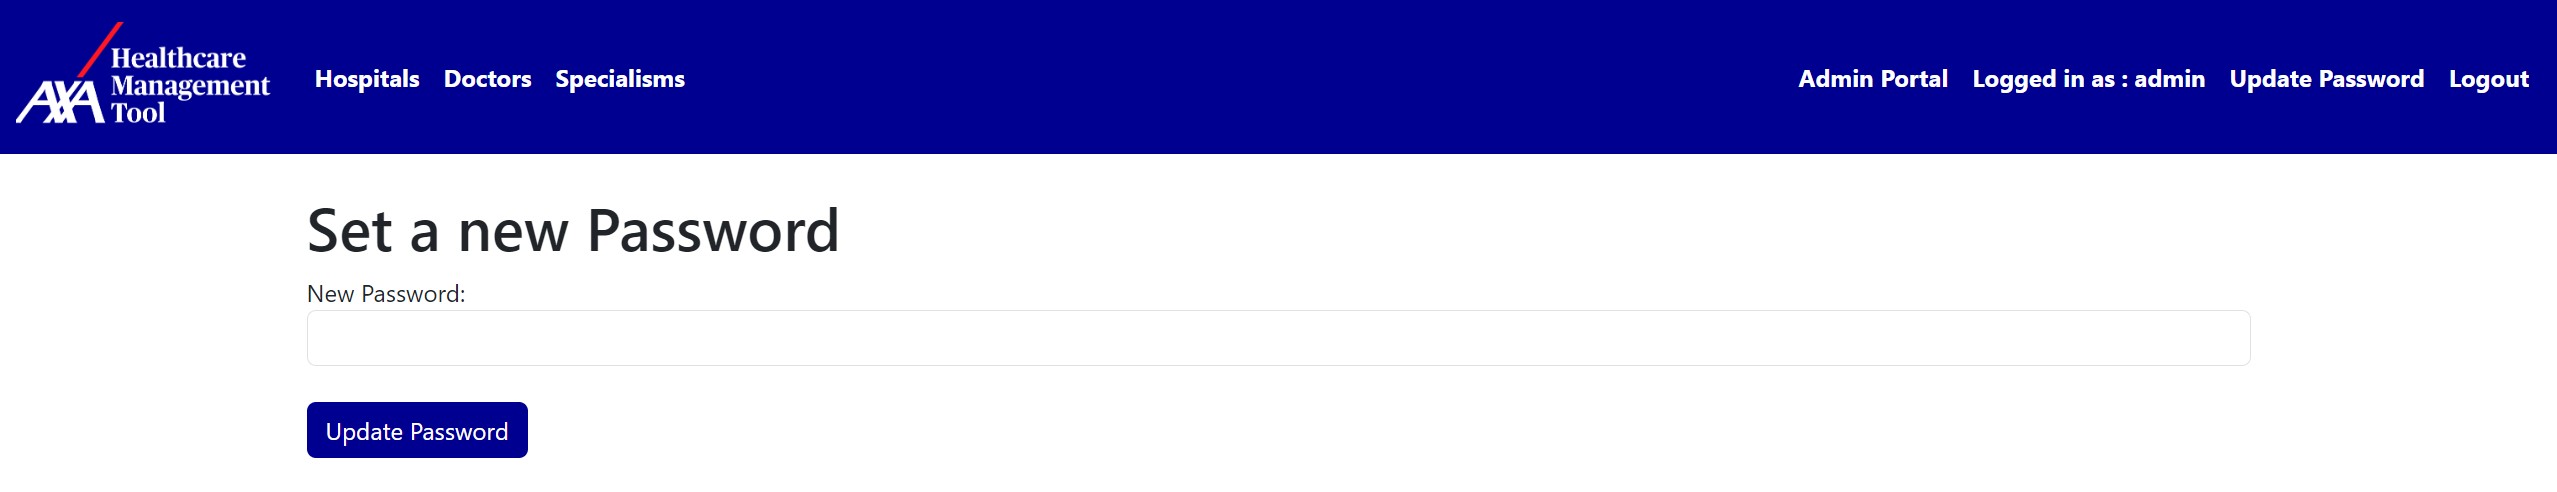 AXA
Healthcare
Management
Tool
Hospitals Doctors Specialisms
Admin Portal Logged in as : admin Update Password Logout
Set a new Password
New Password:
Update Password